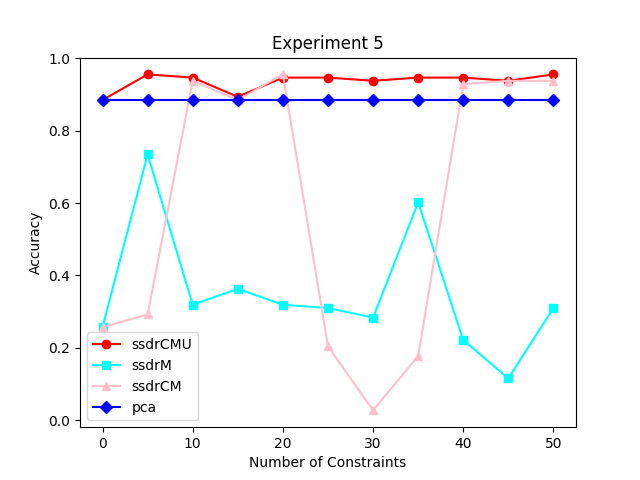 Experiment 5
1.0
0.8
0.6
0.4
0.2
0.0
Accuracy
ssdrCMU
ssdrM
ssdrCM
pca
0 10 20 30 40 50
Number of Constraints